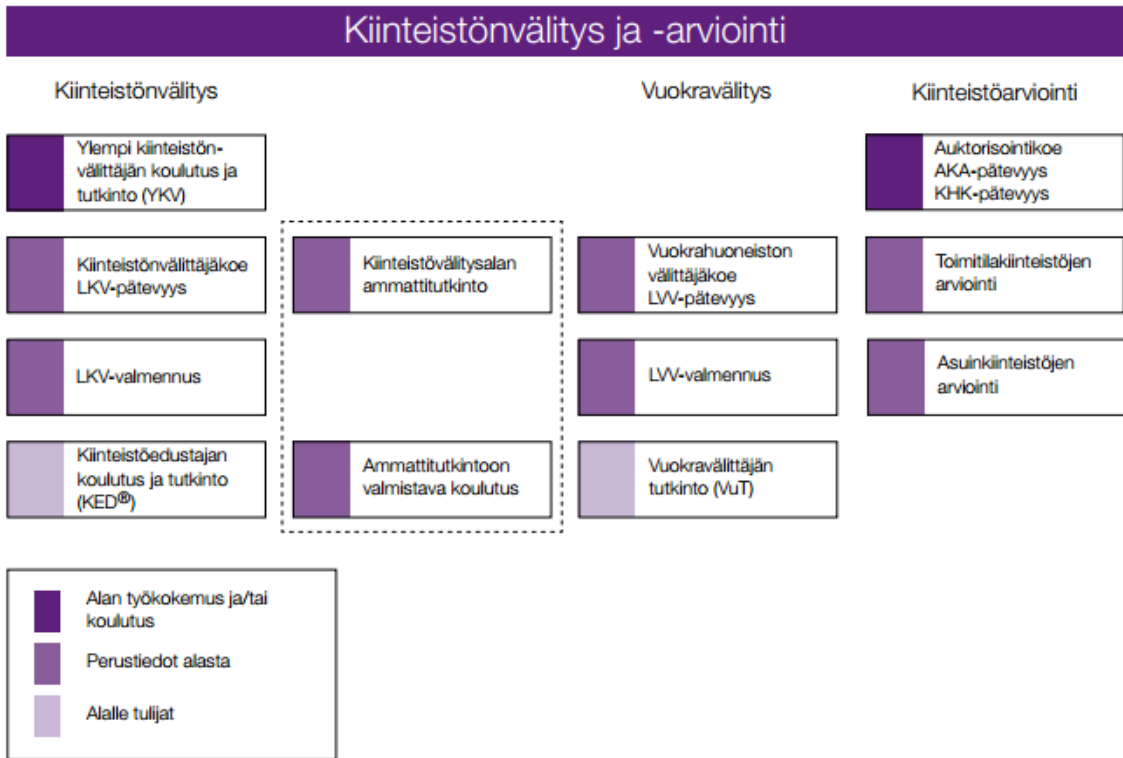 Kiinteistönvälitys ja -arviointi
Kiinteistönvälitys
Vuokravälitys
Kiinteistöarviointi
Ylempi kiinteistön-
välittäjän koulutus ja
tutkinto (YKV)
Auktorisointikoe
AKA-pätevyys
KHK-pätevyys
Kiinteistönvälittäjäkoe
LKV-pätevyys
Kiinteistövälitysalan
ammattitutkinto
Vuokrahuoneiston
välittäjäkoe
LVV-pätevyys
Toimitilakiinteistöjen
arviointi
LKV-valmennus
LVV-valmennus
Asuinkiinteistöjen
arviointi
Kiinteistöedustajan
koulutus ja tutkinto
(KED®)
Ammattitutkintoon
valmistava koulutus
Vuokravälittäjän
tutkinto (VuT)
Alan työkokemus ja/tai
koulutus
Perustiedot alasta
Alalle tulijat